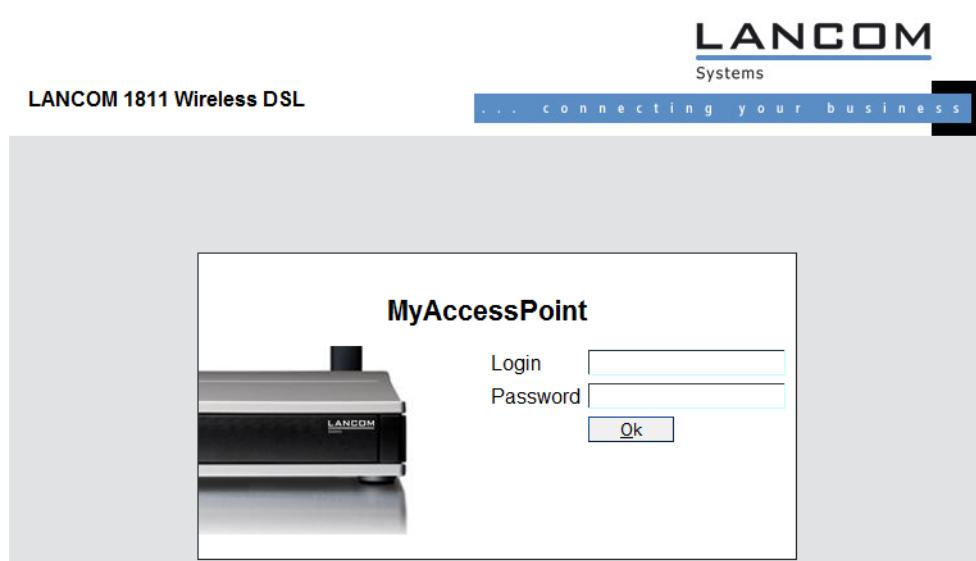 LANCOM
Systems
LANCOM 1811 Wireless DSL
... connecting your business
MyAccessPoint
Login
Password
LANCOM
Ok